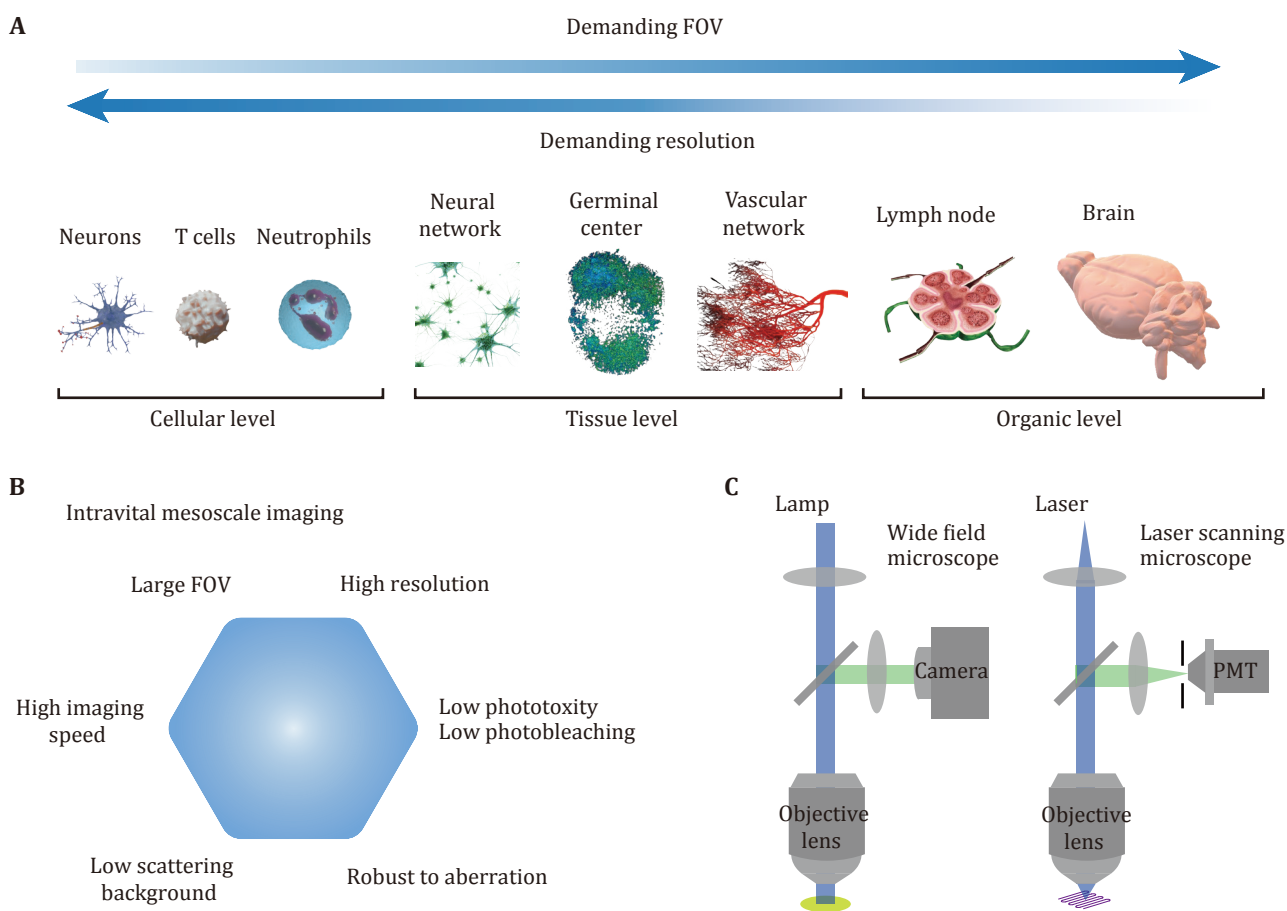 A
Demanding FOV
Demanding resolution
Neurons
T cells
Neutrophils
Neural
network
Germinal
center
Vascular
network
Lymph node
Brain
Cellular level
Tissue level
Organic level
B
Intravital mesoscale imaging
Large FOV
High resolution
High imaging
speed
Low phototoxity
Low photobleaching
Low scattering
background
Robust to aberration
C
Lamp
Wide field
microscope
Camera
Objective
lens
Laser
Laser scanning
microscope
PMT
Objective
lens